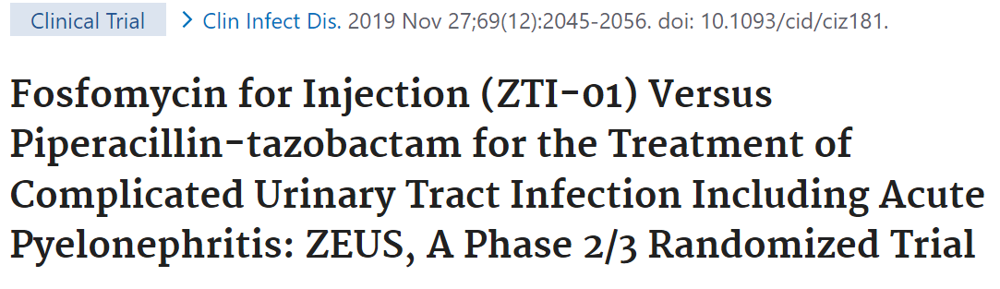 Clinical Trial > Clin Infect Dis. 2019 Nov 27;69(12):2045-2056. doi: 10.1093/cid/ciz181.
Fosfomycin for Injection (ZTI-01) Versus
Piperacillin-tazobactam for the Treatment of
Complicated Urinary Tract Infection Including Acute
Pyelonephritis: ZEUS, A Phase 2/3 Randomized Trial